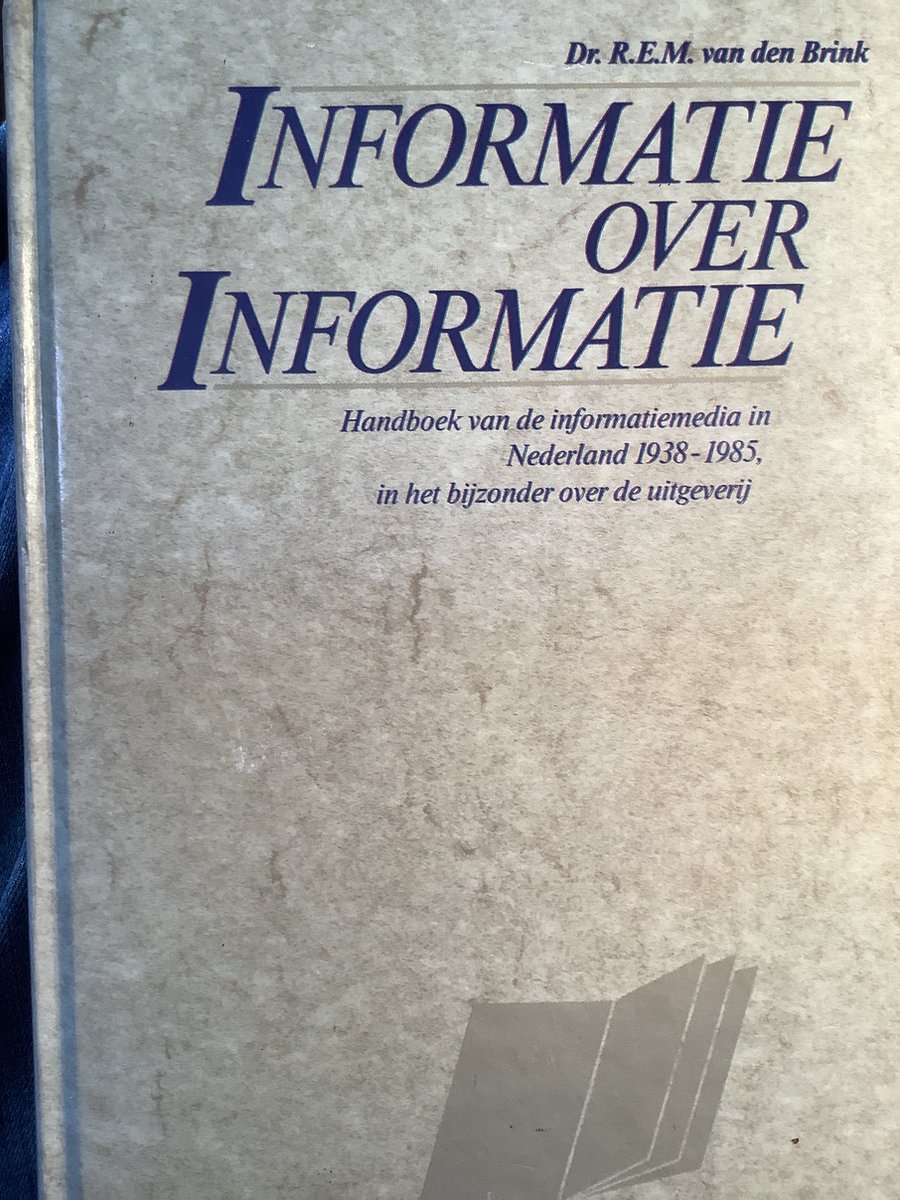 Dr. R.E.M. van den Brink
INFORMATIE
OVER
INFORMATIE
Handboek van de informatiemedia in
Nederland 1938-1985,
in het bijzonder over de uitgeverij